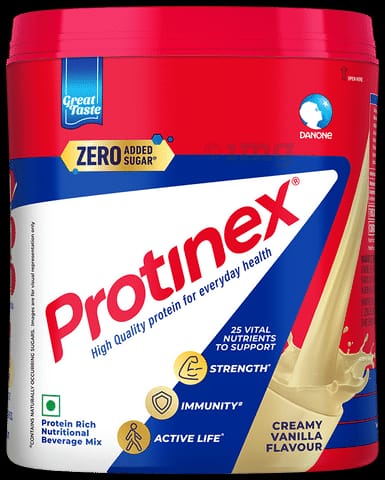 Great
Taste
ZERO ADDED
SUGAR*
OPEN HERE
DANONE
Protinex®
High Quality protein for everyday health
25 VITAL
NUTRIENTS
TO SUPPORT
STRENGTH^
IMMUNITY#
ACTIVE LIFE^
Protein Rich
Nutritional
Beverage Mix
CREAMY
VANILLA
FLAVOUR
*CONTAINS NATURALLY OCCURRING SUGARS. Images are for visual representation only